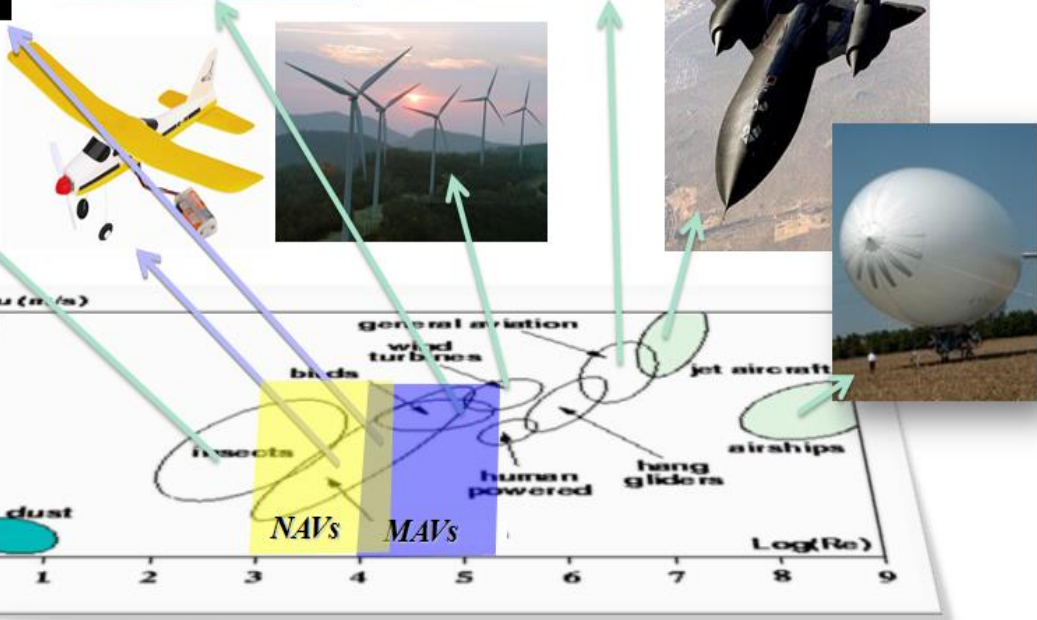 u (m/s)
general aviation
wind
turbines
birds
jet aircraft
insects
airships
human
powered
hang
gliders
dust
NAVs
MAVs
Log(Re)
1 2 3 4 5 6 7 8 9